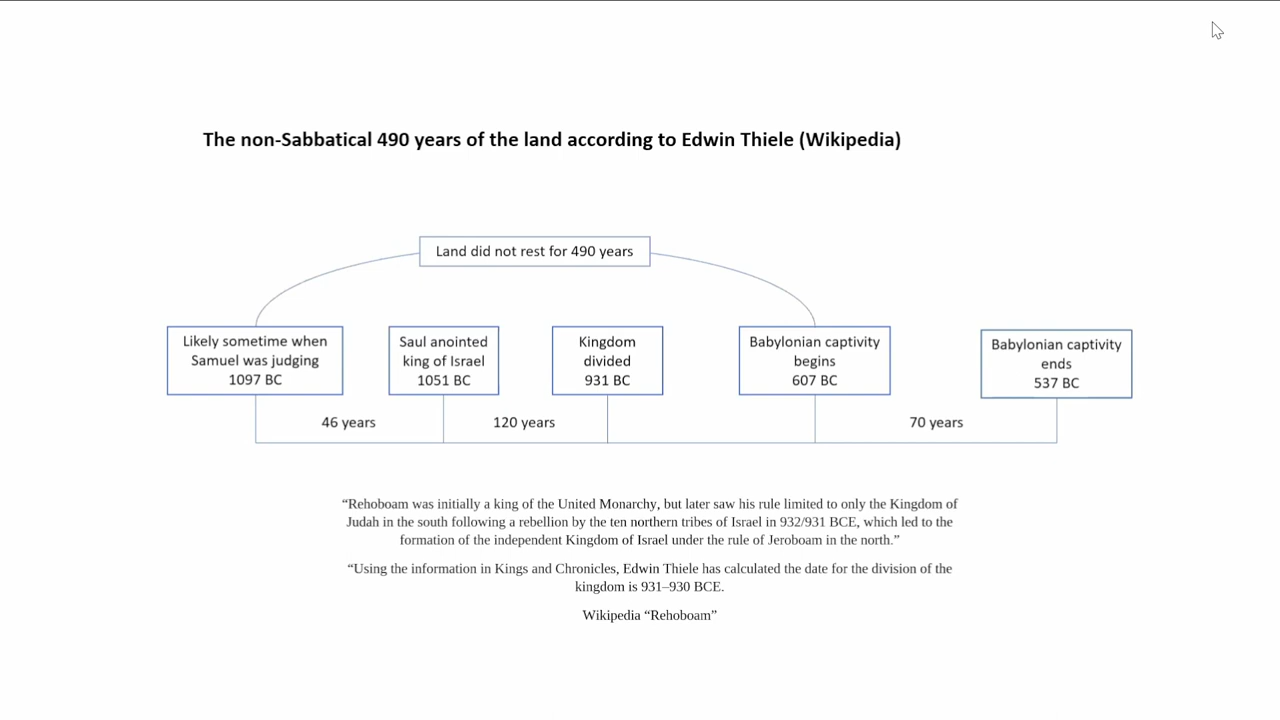 The non-Sabbatical 490 years of the land according to Edwin Thiele (Wikipedia)
Land did not rest for 490 years
Likely sometime when
Samuel was judging
1097 BC
Saul anointed
king of Israel
1051 BC
Kingdom
divided
931 BC
Babylonian captivity
begins
607 BC
Babylonian captivity
ends
537 BC
46 years
120 years
70 years
“Rehoboam was initially a king of the United Monarchy, but later saw his rule limited to only the Kingdom of
Judah in the south following a rebellion by the ten northern tribes of Israel in 932/931 BCE, which led to the
formation of the independent Kingdom of Israel under the rule of Jeroboam in the north.”
“Using the information in Kings and Chronicles, Edwin Thiele has calculated the date for the division of the
kingdom is 931–930 BCE.
Wikipedia “Rehoboam”